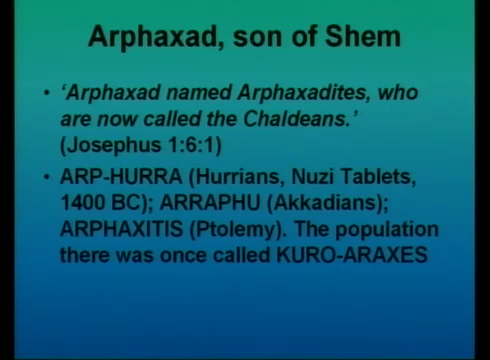 Arphaxad, son of Shem
• ‘Arphaxad named Arphaxadites, who
are now called the Chaldeans.’
(Josephus 1:6:1)
• ARP-HURRA (Hurrians, Nuzi Tablets,
1400 BC); ARRAPHU (Akkadians);
ARPHAXITIS (Ptolemy). The population
there was once called KURO-ARAXES